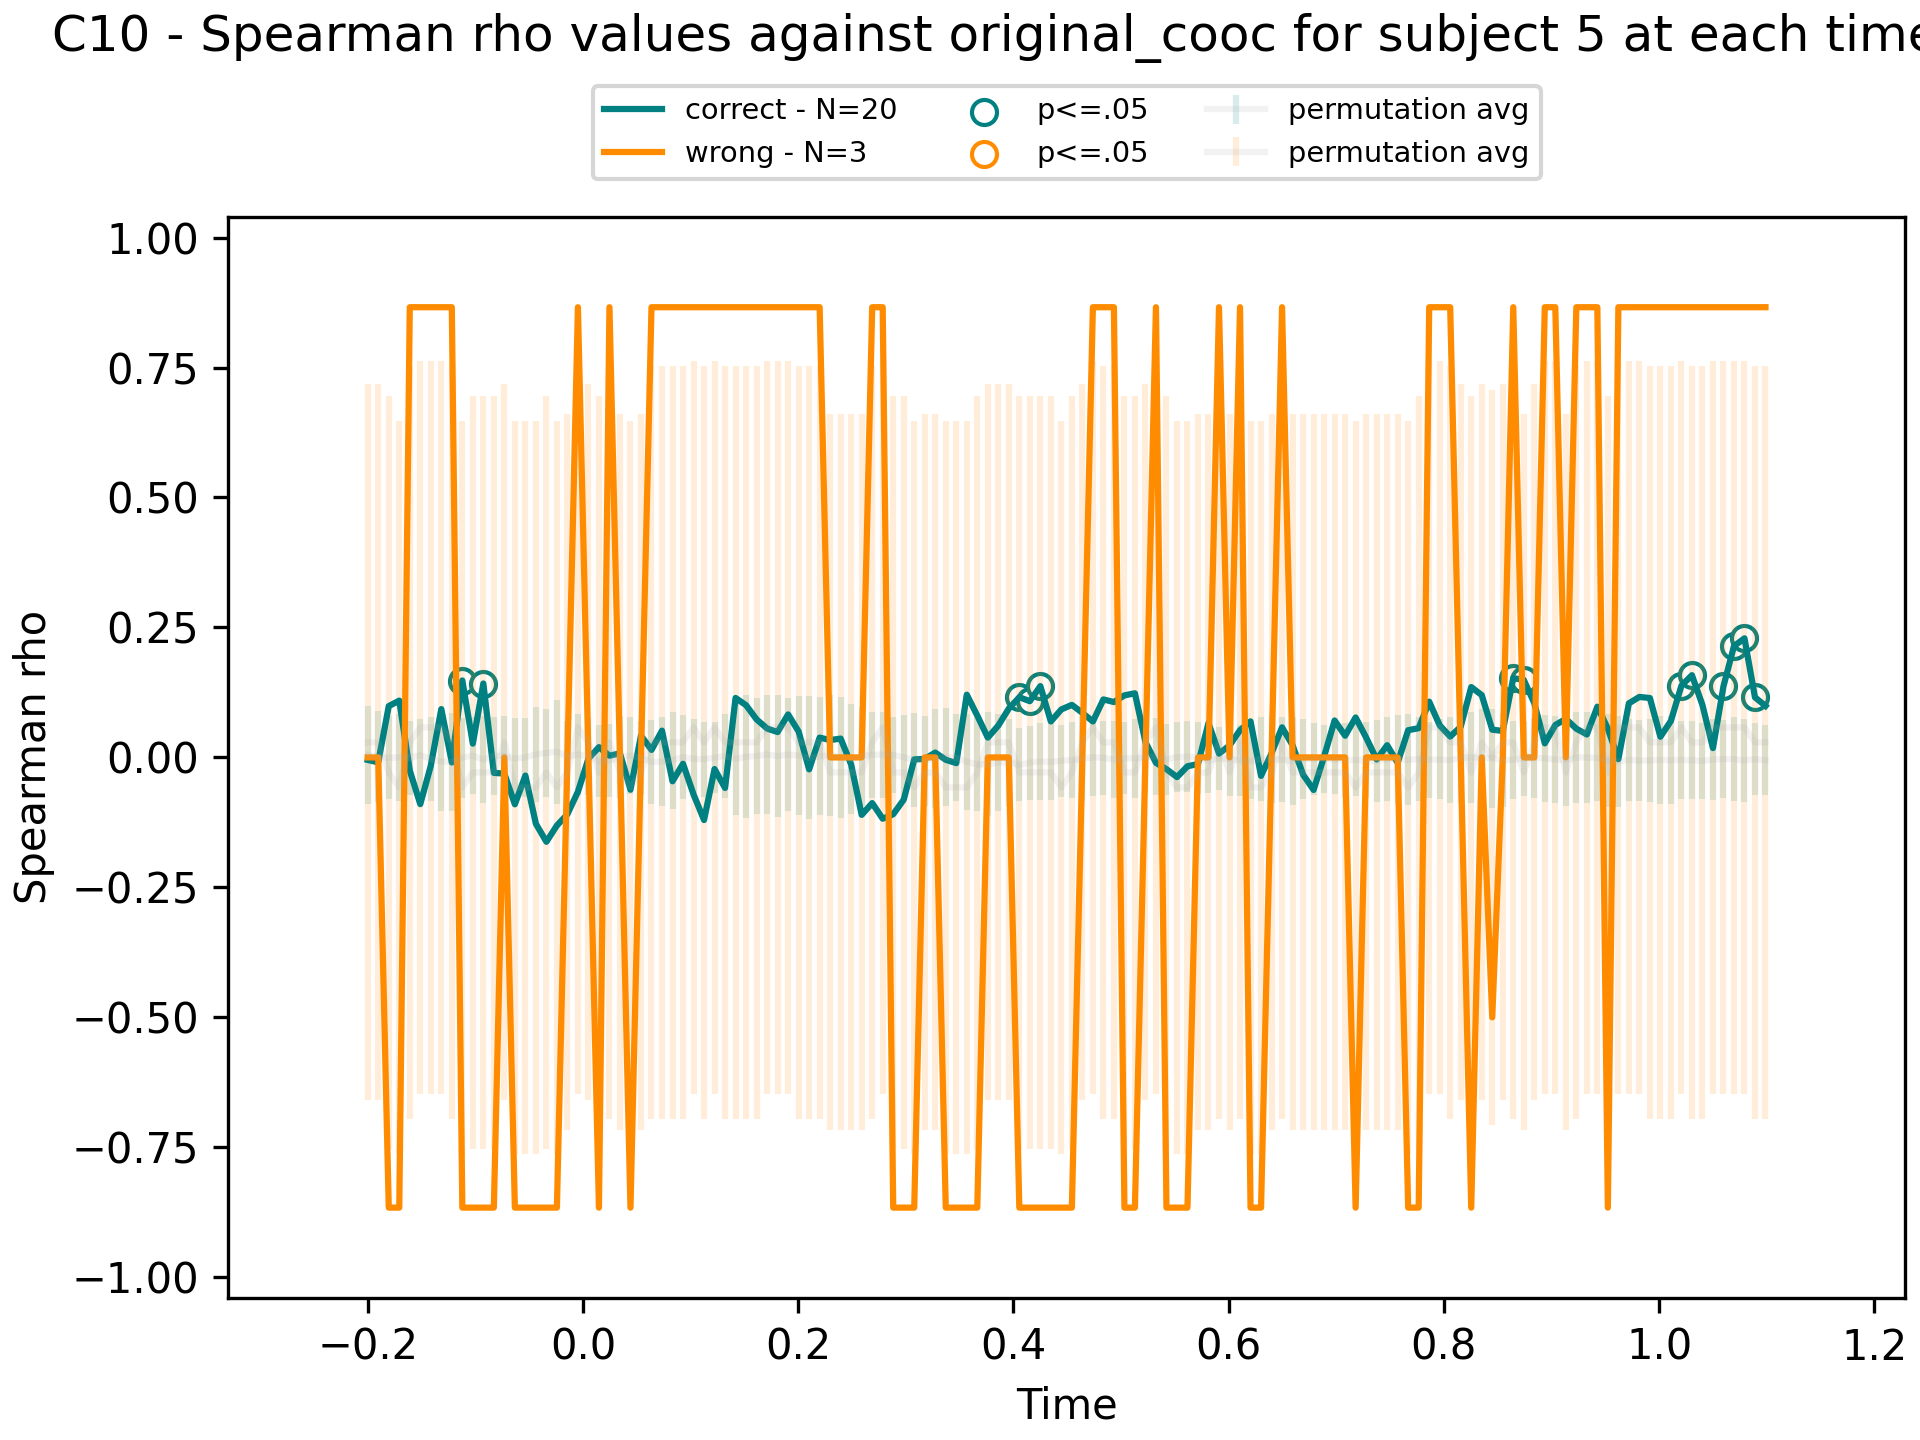 C10 - Spearman rho values against original_cooc for subject 5 at each time
correct - N=20
wrong - N=3
p<=.05
p<=.05
permutation avg
permutation avg
1.00
0.75
0.50
0.25
0.00
−0.25
−0.50
−0.75
−1.00
Spearman rho
−0.2 0.0 0.2 0.4 0.6 0.8 1.0 1.2
Time